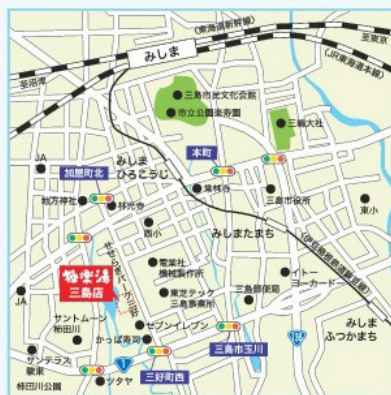 (東海道新幹線)
至東京
(JR東海道本線)
みしま
至沼津
三島市民文化会館
市立公園楽寿園
三嶋大社
JA
みしま
ひろこうじ
本町
加屋町北
地方神社
林光寺
常林寺
三島市役所
東小
みしまたまち
西小
(伊豆箱根鉄道駿豆線)
電業社
機械製作所
極楽湯
三島店
東芝テック
三島事業所
三島郵便局
イトー
ヨーカードー
JA
サントムーン
柿田川
セブンイレブン
かっぱ寿司
三島市玉川
136
みしま
ふつかまち
サンテラス
駿東
1
三好町西
柿田川公園
ツタヤ